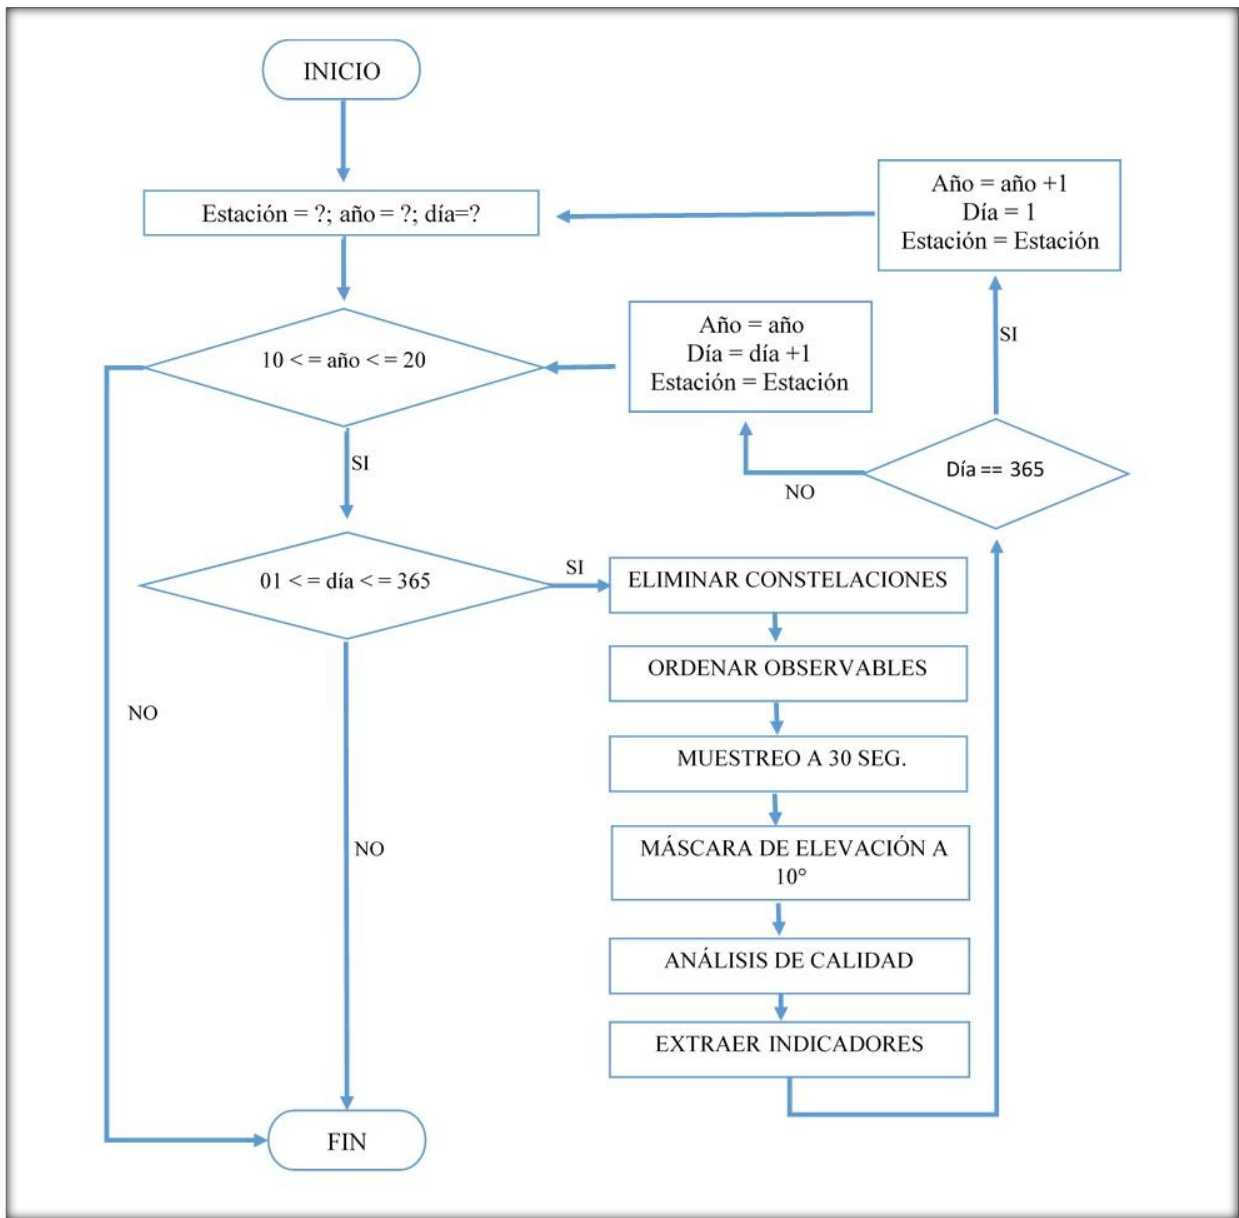 INICIO
Estación = ?; año = ?; día=?
Año = año +1
Día = 1
Estación = Estación
10 < = año < = 20
Año = año
Día = día +1
Estación = Estación
SI
Día == 365
NO
SI
01 < = día < = 365
SI
ELIMINAR CONSTELACIONES
ORDENAR OBSERVABLES
NO
MUESTREO A 30 SEG.
NO
MÁSCARA DE ELEVACIÓN A
10°
ANÁLISIS DE CALIDAD
EXTRAER INDICADORES
FIN